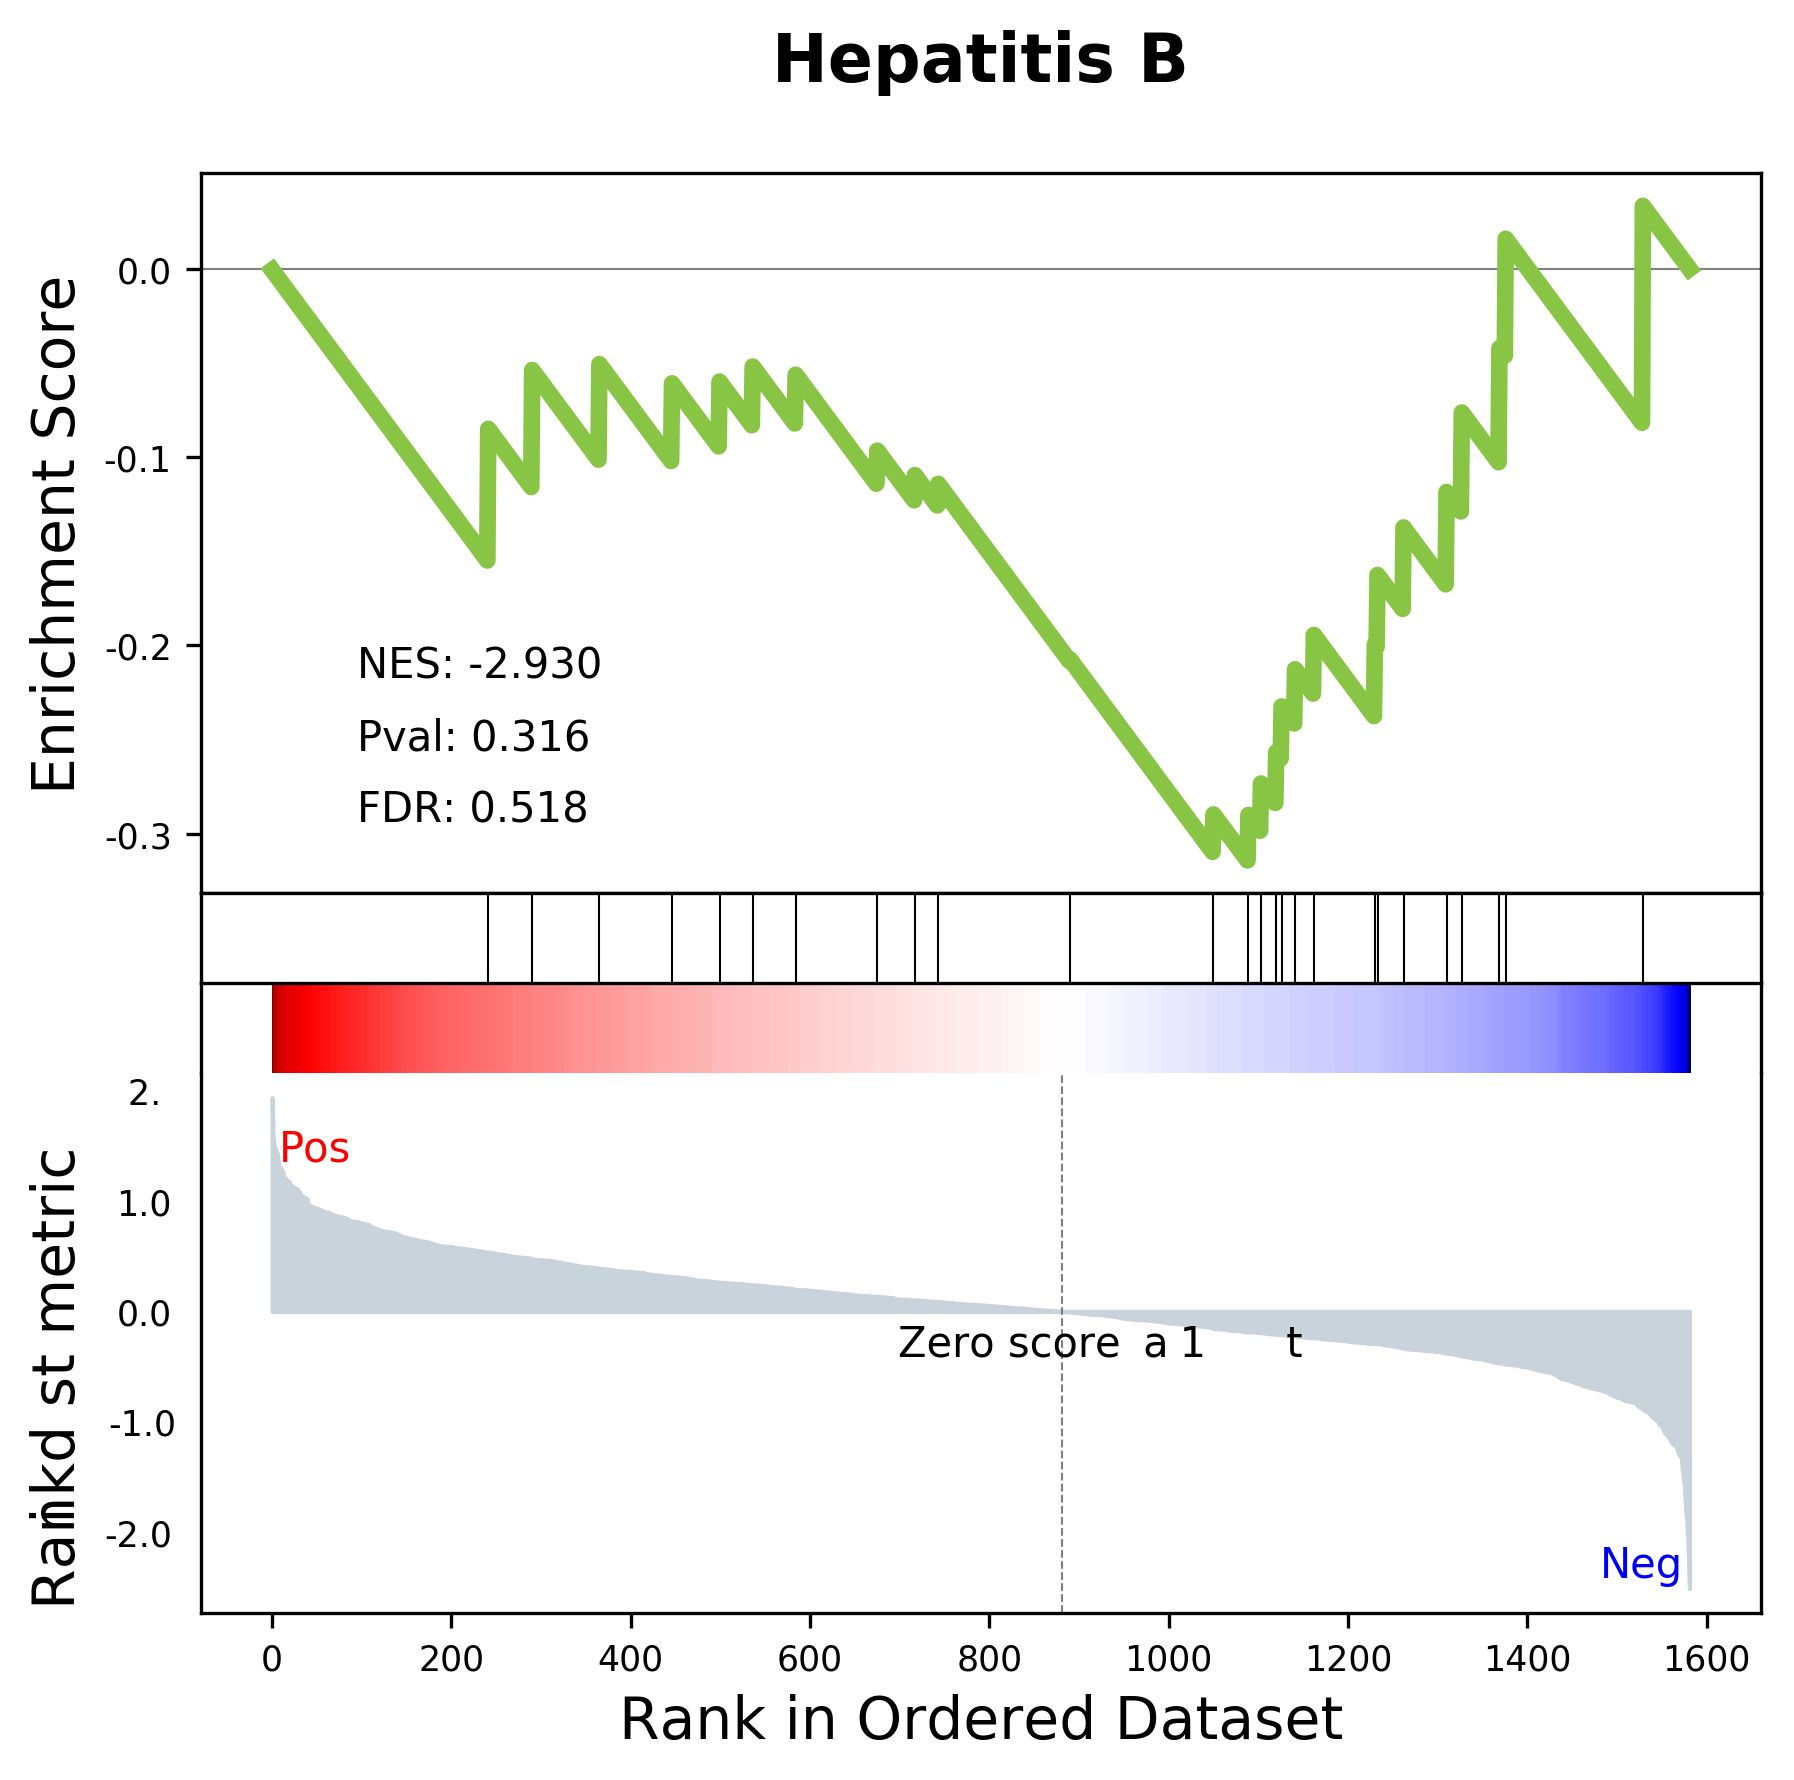 Hepatitis B
Enrichment Score
0.0
-0.1
-0.2
-0.3
NES: -2.930
Pval: 0.316
FDR: 0.518
2.
Pos
1.0
0.0
Zero score a 1 t
-1.0
-2.0
Neg
st metric
0 200 400 600 800 1000 1200 1400 1600
Rank in Ordered Dataset